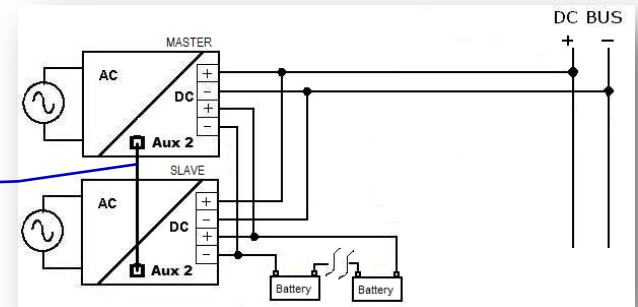 DC BUS
+ −
MASTER
AC
DC
+
−
+
−
Aux 2
SLAVE
AC
DC
+
−
+
−
Aux 2
Battery
Battery